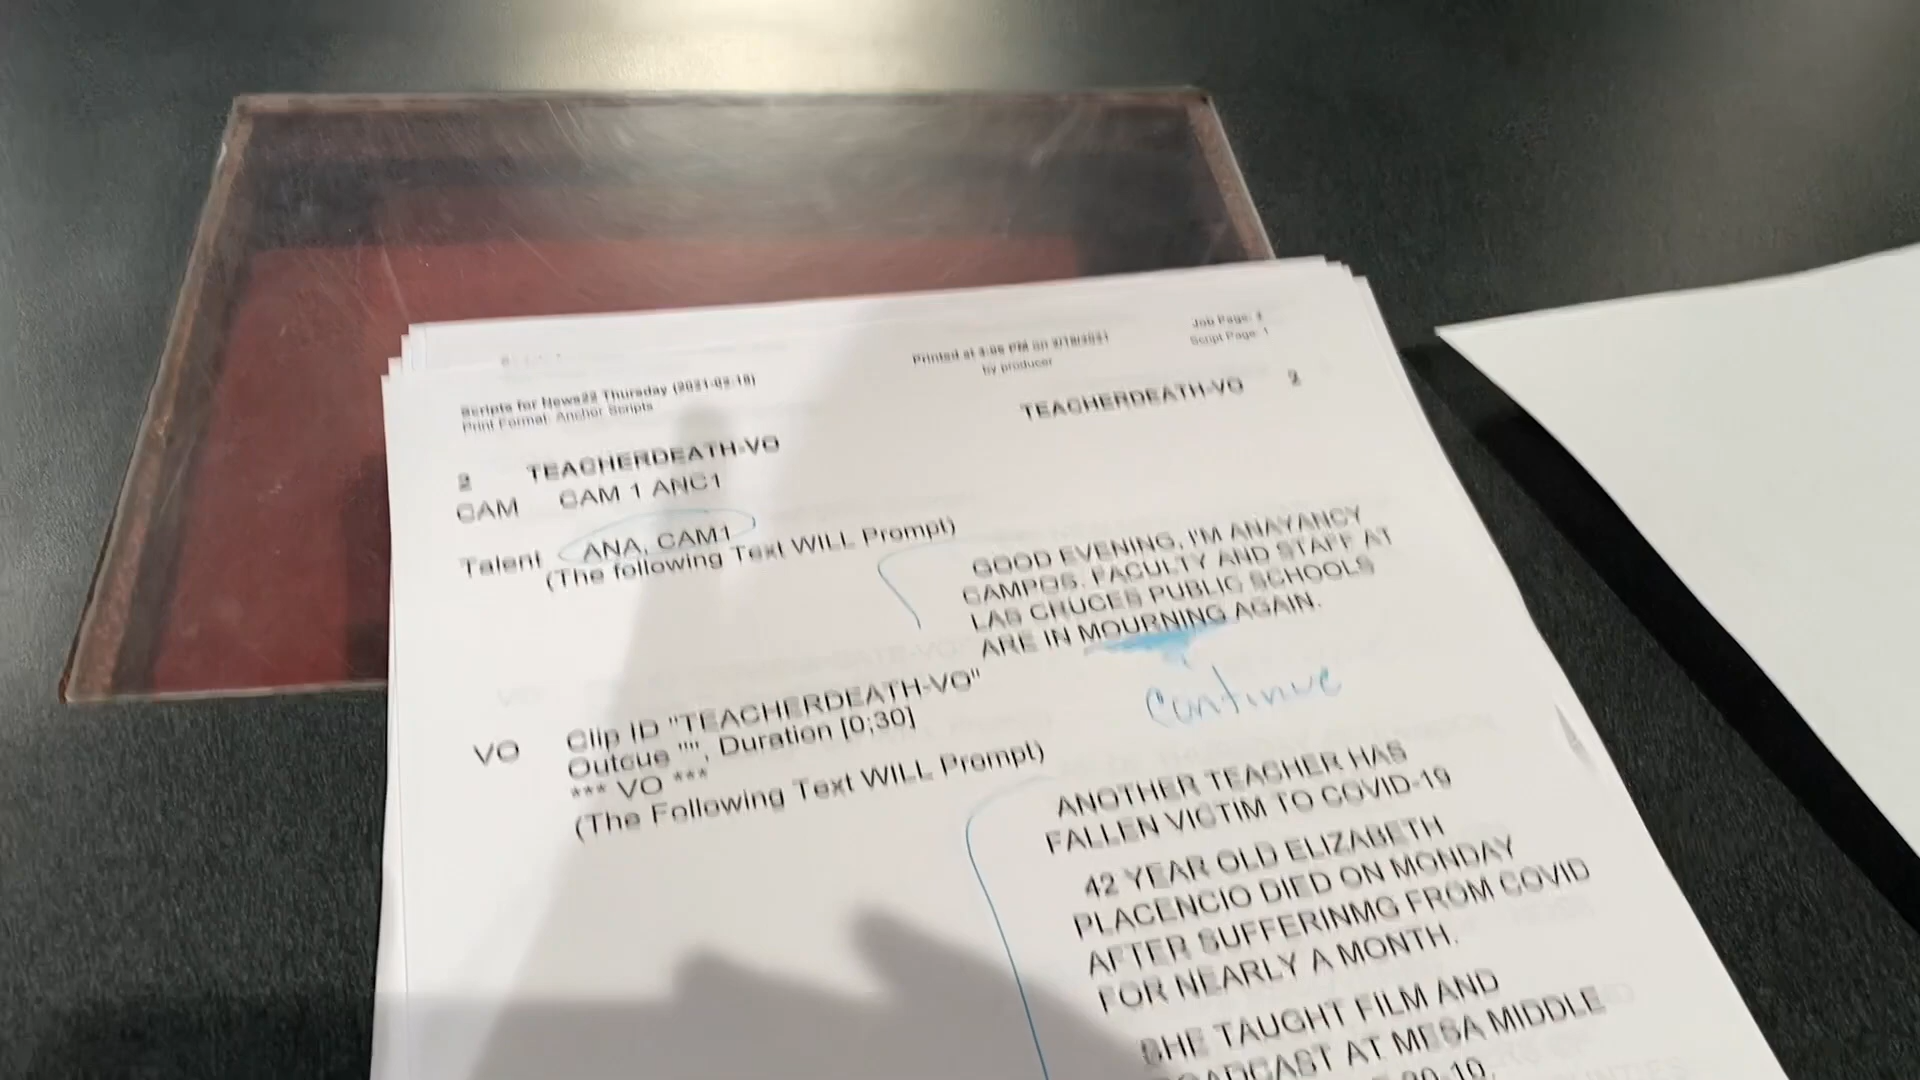 Job Page: 2
Script Page: 1
Printed at 3:06 PM on 2/18/2021
by producer
Scripts for News22 Thursday (2021-02-18)
Print Format: Anchor Scripts
TEACHERDEATH-VO 2
2 TEACHERDEATH-VO
CAM CAM 1 ANC1
Talent ANA, CAM1
(The following Text WILL Prompt)
GOOD EVENING, I'M ANAYANCY
CAMPOS. FACULTY AND STAFF AT
LAS CRUCES PUBLIC SCHOOLS
ARE IN MOURNING AGAIN.
continue
VO Clip ID "TEACHERDEATH-VO"
Outcue "", Duration [0:30]
*** VO ***
(The Following Text WILL Prompt)
ANOTHER TEACHER HAS
FALLEN VICTIM TO COVID-19
42 YEAR OLD ELIZABETH
PLACENCIO DIED ON MONDAY
AFTER SUFFERINMG FROM COVID
FOR NEARLY A MONTH.
SHE TAUGHT FILM AND
AT MESA MIDDLE